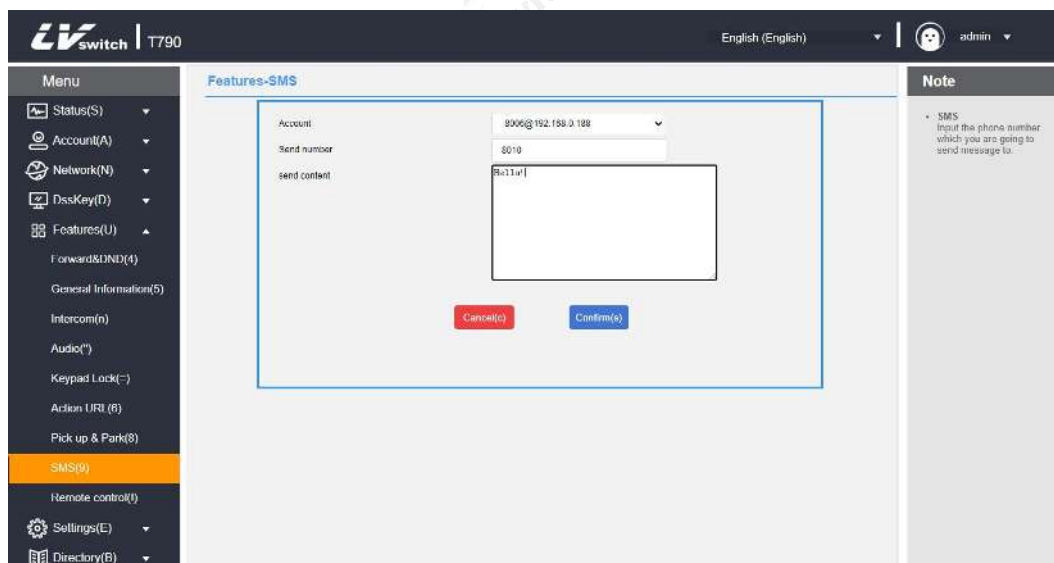 LVswitch | T790
English (English)
admin
Menu
Status(S)
Account(A)
Network(N)
DssKey(D)
Features(U)
Forward&DND(4)
General Information(5)
Intercom(n)
Audio(")
Keypad Lock(=)
Action URL(6)
Pick up & Park(8)
SMS(9)
Remote control(!)
Settings(E)
Directory(B)
Features-SMS
Account
8006@192.168.0.188
Send number
8010
send content
Hello!
Cancel(c)
Confirm(s)
Note
SMS
Input the phone number
which you are going to
send message to.